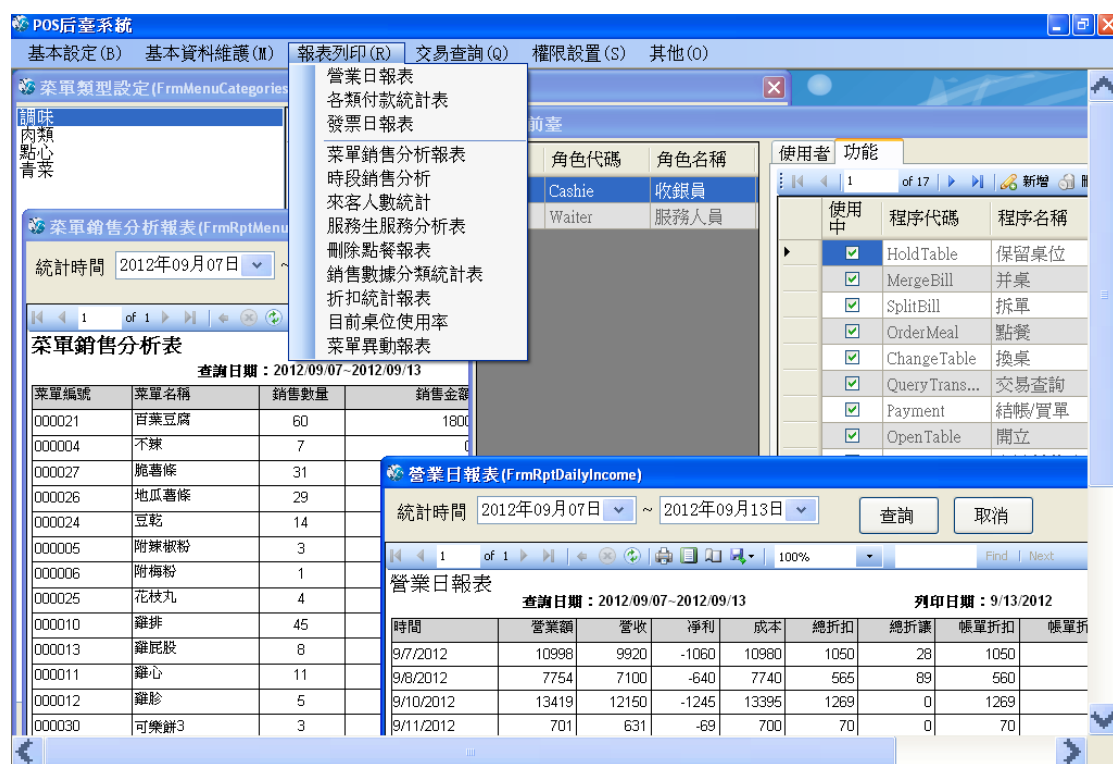 POS后臺系統
基本設定(B) 基本資料維護(M) 報表列印(R) 交易查詢(Q) 權限設置(S) 其他(O)
營業日報表
各類付款統計表
發票日報表
菜單銷售分析報表
時段銷售分析
來客人數統計
服務生服務分析表
刪除點餐報表
銷售數據分類統計表
折扣統計報表
目前桌位使用率
菜單異動報表
菜單類型設定(FrmMenuCategories
調味
肉類
點心
青菜
前臺
角色代碼 角色名稱
Cashie 收銀員
Waiter 服務人員
使用者 功能
1 of 17 新增
使用中 程序代碼 程序名稱
HoldTable 保留桌位
MergeBill 并桌
SplitBill 拆單
OrderMeal 點餐
ChangeTable 換桌
QueryTrans... 交易查詢
Payment 結帳/買單
OpenTable 開立
菜單銷售分析報表(FrmRptMenu
統計時間 2012年09月07日 ~
1 of 1
菜單銷售分析表
查詢日期：2012/09/07~2012/09/13
菜單編號 菜單名稱 銷售數量 銷售金額
000021 百葉豆腐 60 1800
000004 不辣 7
000027 脆薯條 31
000026 地瓜薯條 29
000024 豆乾 14
000005 附辣椒粉 3
000006 附梅粉 1
000025 花枝丸 4
000010 雞排 45
000013 雞屁股 8
000011 雞心 11
000012 雞胗 5
000030 可樂餅3 3
營業日報表(FrmRptDailyIncome)
統計時間 2012年09月07日 ~ 2012年09月13日 查詢 取消
1 of 1 100% Find | Next
營業日報表
查詢日期：2012/09/07~2012/09/13 列印日期：9/13/2012
時間 營業額 營收 淨利 成本 總折扣 總折讓 帳單折扣 帳單折
9/7/2012 10998 9920 -1060 10980 1050 28 1050
9/8/2012 7754 7100 -640 7740 565 89 560
9/10/2012 13419 12150 -1245 13395 1269 0 1269
9/11/2012 701 631 -69 700 70 0 70